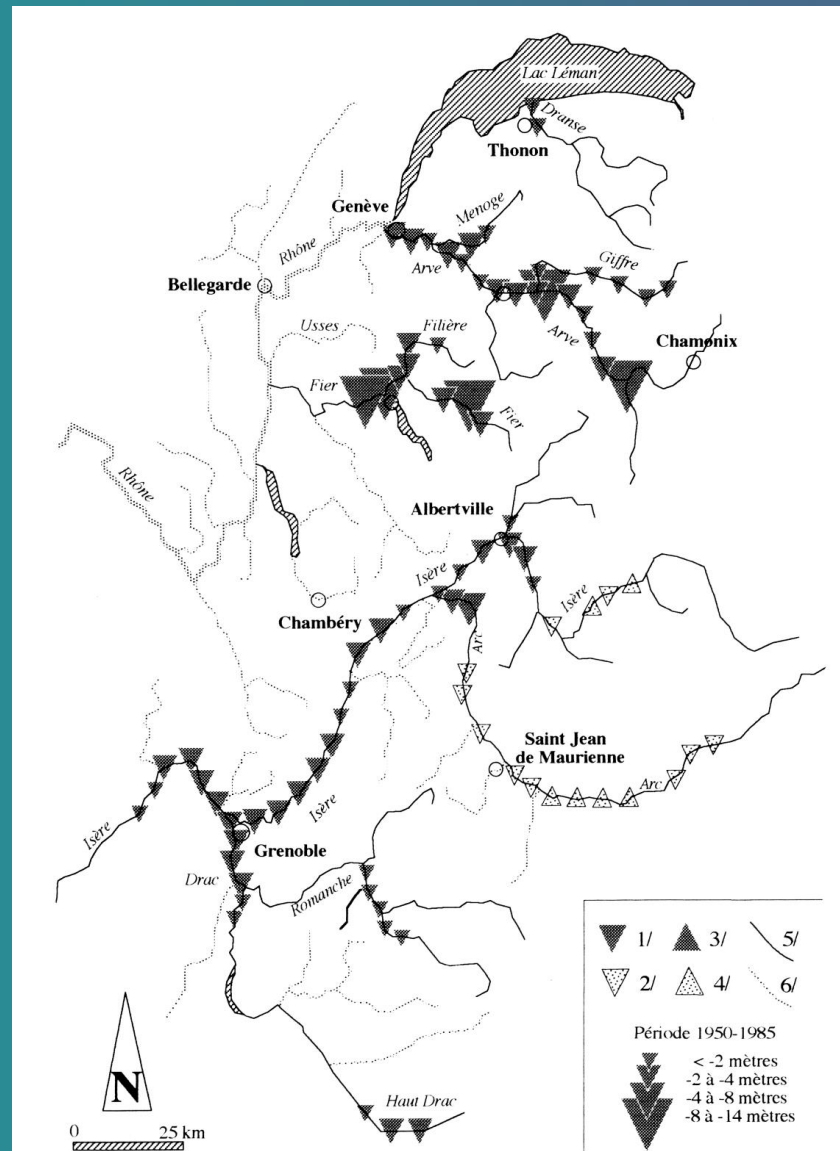 Lac Léman
Dranse
Thonon
Genève
Menoge
Rhône
Arve
Giffre
Bellegarde
Usses
Filière
Arve
Chamonix
Fier
Fier
Rhône
Albertville
Isère
Isère
Chambéry
Arc
Saint Jean
de Maurienne
Arc
Isère
Isère
Grenoble
Drac
Romanche
1/ 3/ 5/
2/ 4/ 6/
Période 1950-1985
< -2 mètres
-2 à -4 mètres
-4 à -8 mètres
-8 à -14 mètres
N
Haut Drac
0 25 km